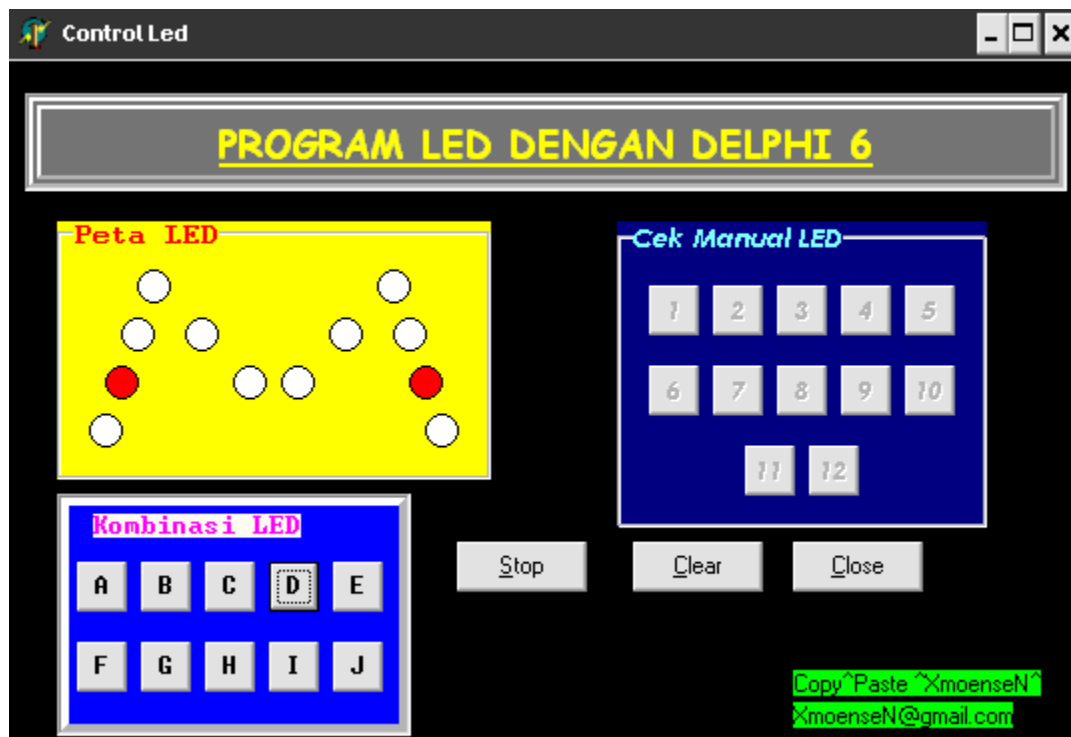 Control Led
PROGRAM LED DENGAN DELPHI 6
Peta LED
Cek Manual LED
1 2 3 4 5
6 7 8 9 10
11 12
Kombinasi LED
A B C D E
F G H I J
Stop Clear Close
Copy^Paste ^XmoenseN^
XmoenseN@gmail.com